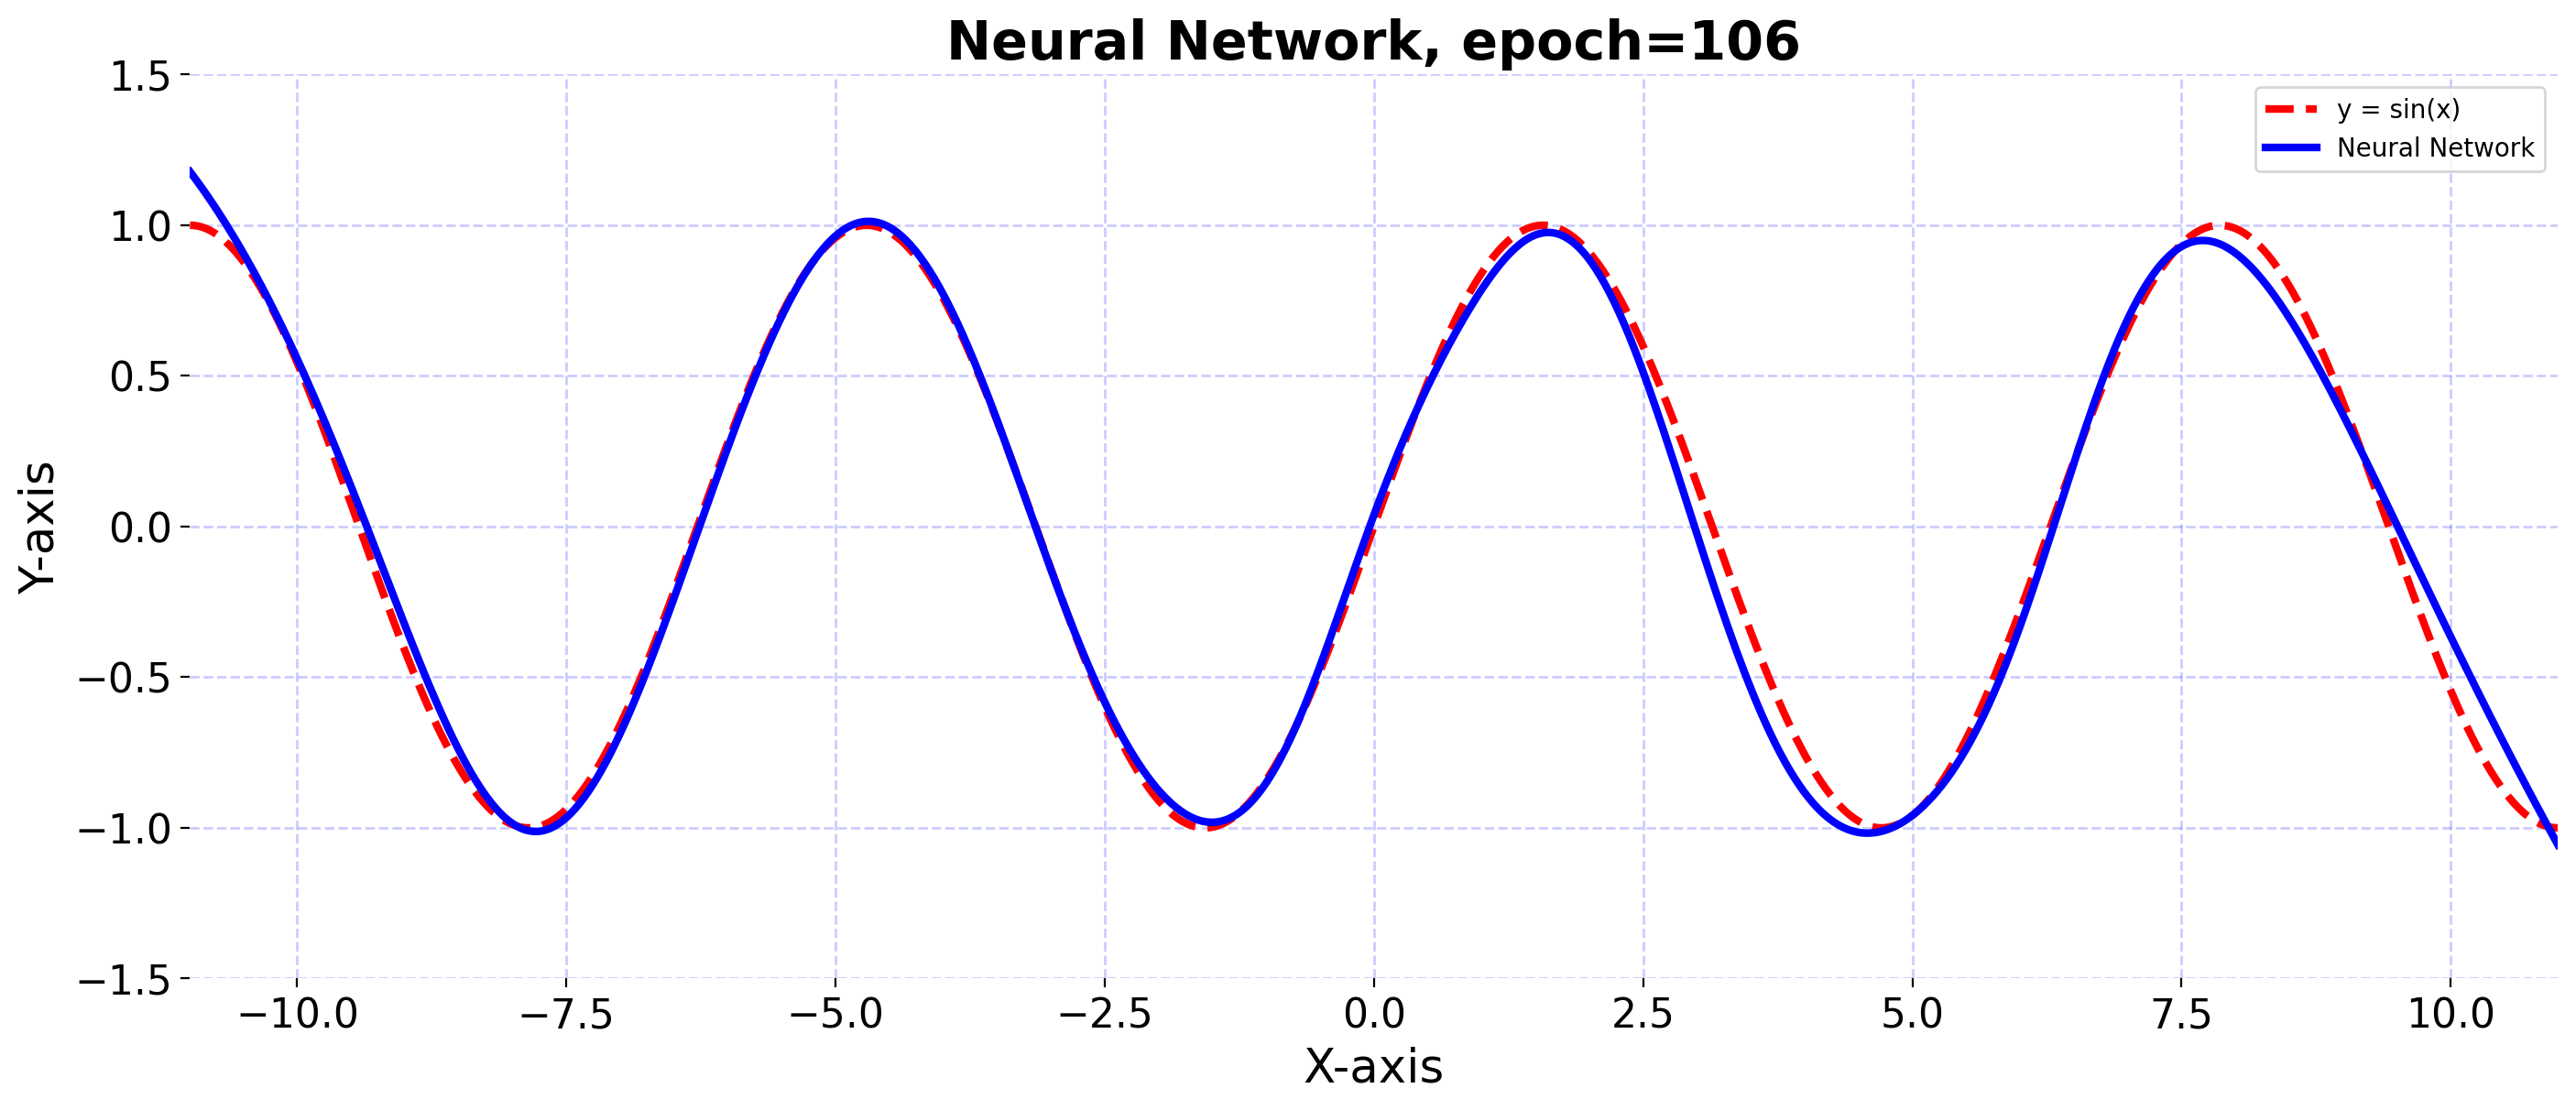 Neural Network, epoch=106
y = sin(x)
Neural Network
Y-axis
1.5
1.0
0.5
0.0
−0.5
−1.0
−1.5
−10.0 −7.5 −5.0 −2.5 0.0 2.5 5.0 7.5 10.0
X-axis